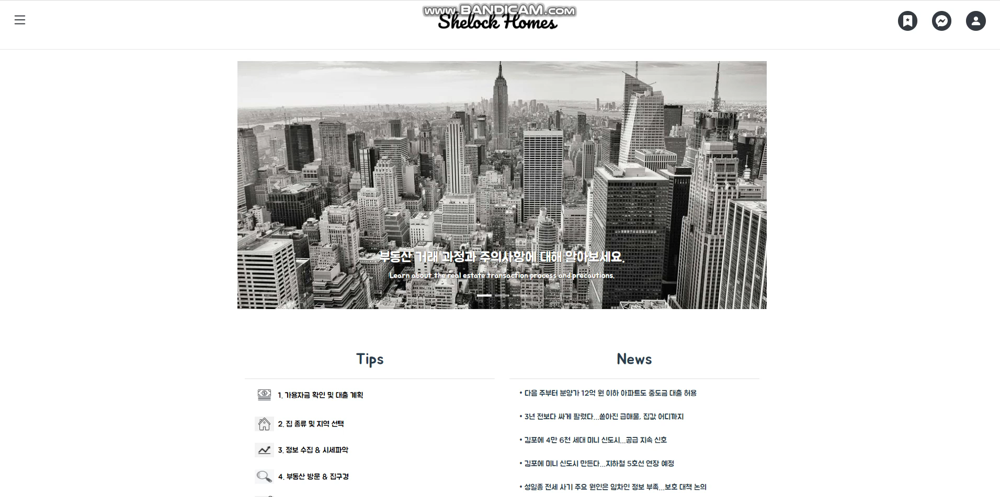 www.BANDICAM.com
Shelock Homes
부동산 거래 과정과 주의사항에 대해 알아보세요.
Learn about the real estate transaction process and precautions.
Tips
1. 가용자금 확인 및 대출 계획
2. 집 종류 및 지역 선택
3. 정보 수집 & 시세파악
4. 부동산 방문 & 집구경
News
• 다음 주부터 분양가 12억 원 이하 아파트도 중도금 대출 허용
• 3년 전보다 싸게 팔렸다...쏟아진 급매물, 집값 어디까지
• 김포에 4만 6천 세대 미니 신도시...공급 지속 신호
• 김포에 미니 신도시 만든다...지하철 5호선 연장 예정
• 성일종 전세 사기 주요 원인은 임차인 정보 부족...보호 대책 논의